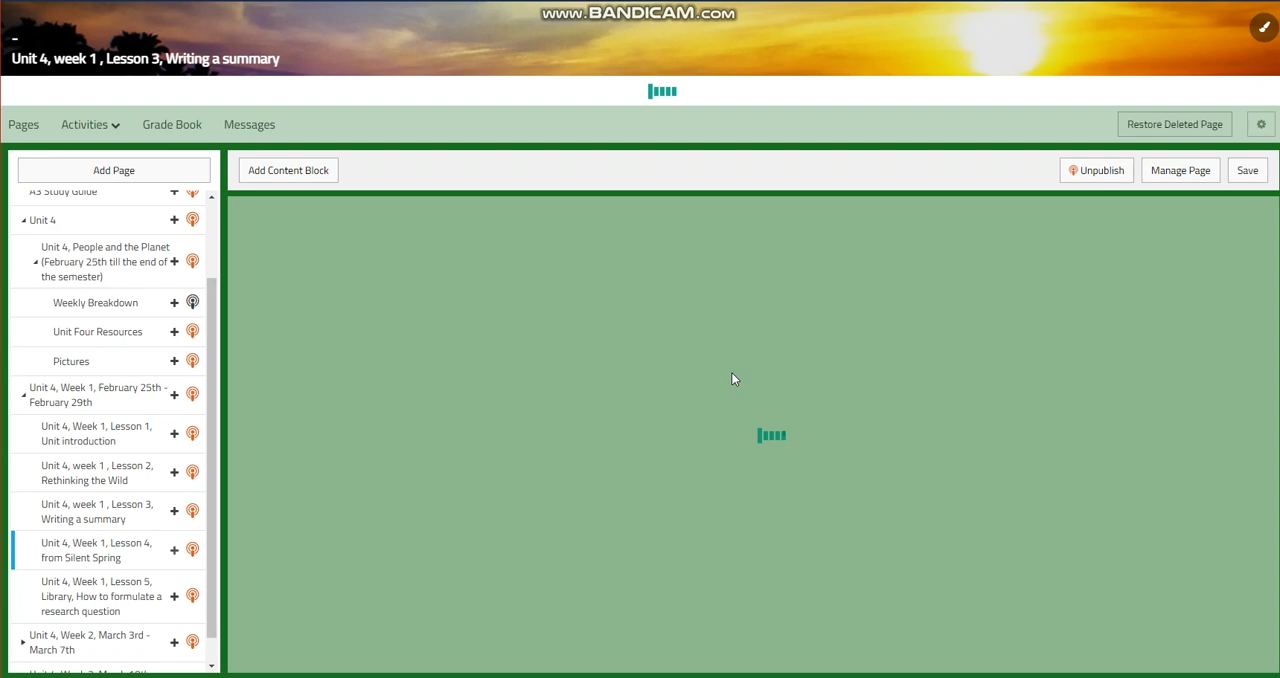 www.BANDICAM.com
-
Unit 4, week 1 , Lesson 3, Writing a summary
Pages
Activities
Grade Book
Messages
Restore Deleted Page
Add Page
Add Content Block
Unpublish
Manage Page
Save
A3 Study Guide
Unit 4
Unit 4, People and the Planet
(February 25th till the end of
the semester)
Weekly Breakdown
Unit Four Resources
Pictures
Unit 4, Week 1, February 25th -
February 29th
Unit 4, Week 1, Lesson 1,
Unit introduction
Unit 4, week 1 , Lesson 2,
Rethinking the Wild
Unit 4, week 1 , Lesson 3,
Writing a summary
Unit 4, Week 1, Lesson 4,
from Silent Spring
Unit 4, Week 1, Lesson 5,
Library, How to formulate a
research question
Unit 4, Week 2, March 3rd -
March 7th